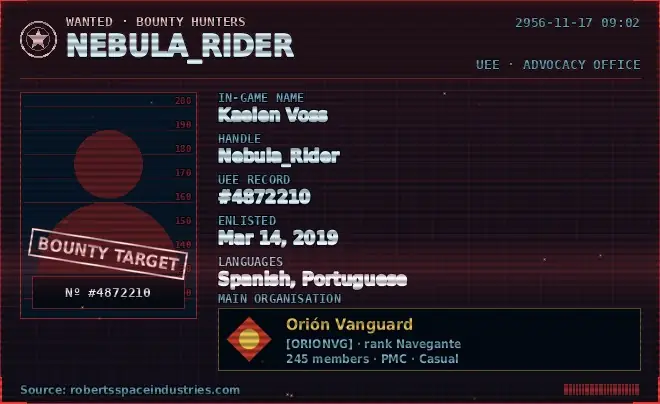 WANTED · BOUNTY HUNTERS
NEBULA_RIDER
2956-11-17 09:02
UEE · ADVOCACY OFFICE
200
190
180
170
160
150
140
BOUNTY TARGET
Nº #4872210
IN-GAME NAME
Kaelen Voss
HANDLE
Nebula_Rider
UEE RECORD
#4872210
ENLISTED
Mar 14, 2019
LANGUAGES
Spanish, Portuguese
MAIN ORGANISATION
Orión Vanguard
[ORIONVG] · rank Navegante
245 members · PMC · Casual
Source: robertsspaceindustries.com